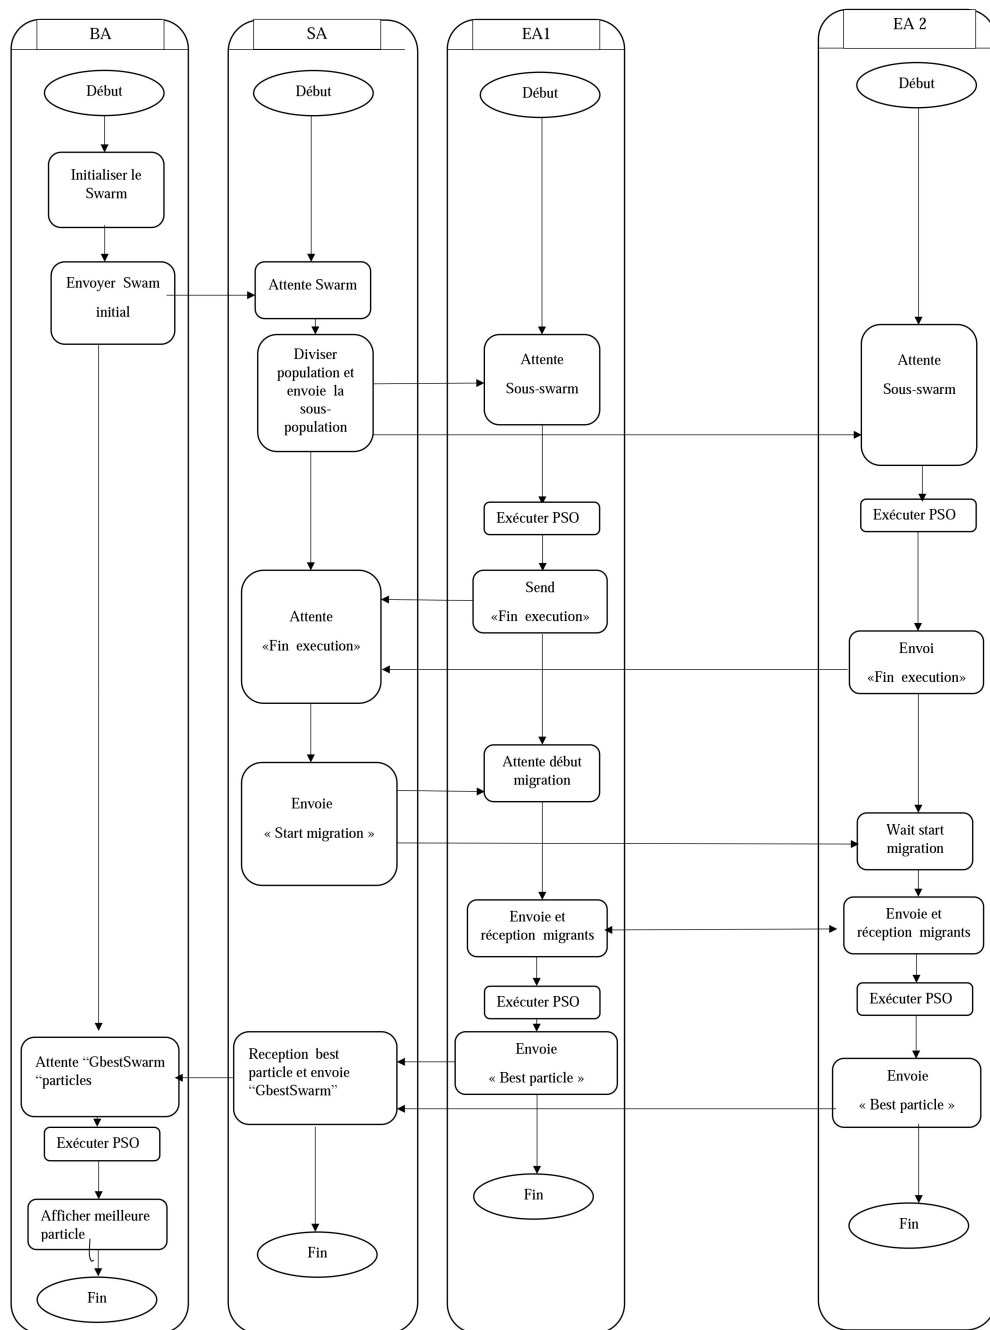 BA
Début
Initialiser le
Swarm
Envoyer Swam
initial
Attente “GbestSwarm
“particles
Exécuter PSO
Afficher meilleure
particle
Fin
SA
Début
Attente Swarm
Diviser
population et
envoie la
sous-
population
Attente
«Fin execution»
Envoie
« Start migration »
Reception best
particle et envoie
“GbestSwarm”
Fin
EA1
Début
Attente
Sous-swarm
Exécuter PSO
Send
«Fin execution»
Attente début
migration
Envoie et
réception migrants
Exécuter PSO
Envoie
« Best particle »
Fin
EA 2
Début
Attente
Sous-swarm
Exécuter PSO
Envoi
«Fin execution»
Wait start
migration
Envoie et
réception migrants
Exécuter PSO
Envoie
« Best particle »
Fin